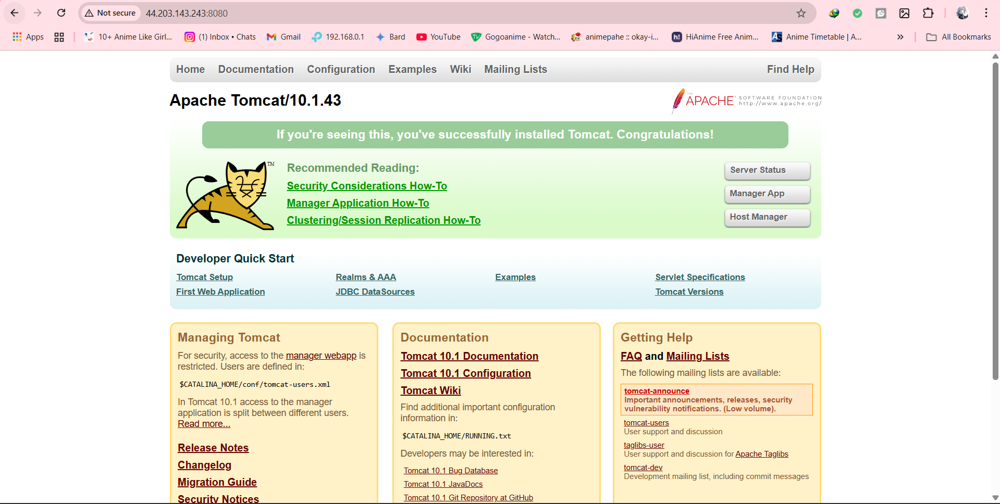 Not secure 44.203.143.243:8080
Apps 10+ Anime Like Girl... (1) Inbox • Chats Gmail 192.168.0.1 Bard YouTube Gogoanime - Watch... animepahe :: okay-i... HiAnime Free Anim... Anime Timetable | A... » All Bookmarks
Home Documentation Configuration Examples Wiki Mailing Lists Find Help
Apache Tomcat/10.1.43
THE APACHE® SOFTWARE FOUNDATION
http://www.apache.org/
If you're seeing this, you've successfully installed Tomcat. Congratulations!
TM
Recommended Reading:
Security Considerations How-To
Manager Application How-To
Clustering/Session Replication How-To
Server Status
Manager App
Host Manager
Developer Quick Start
Tomcat Setup
First Web Application
Realms & AAA
JDBC DataSources
Examples
Servlet Specifications
Tomcat Versions
Managing Tomcat
For security, access to the manager webapp is
restricted. Users are defined in:
$CATALINA_HOME/conf/tomcat-users.xml
In Tomcat 10.1 access to the manager
application is split between different users.
Read more...
Release Notes
Changelog
Migration Guide
Security Notices
Documentation
Tomcat 10.1 Documentation
Tomcat 10.1 Configuration
Tomcat Wiki
Find additional important configuration
information in:
$CATALINA_HOME/RUNNING.txt
Developers may be interested in:
Tomcat 10.1 Bug Database
Tomcat 10.1 JavaDocs
Tomcat 10.1 Git Repository at GitHub
Getting Help
FAQ and Mailing Lists
The following mailing lists are available:
tomcat-announce
Important announcements, releases, security
vulnerability notifications. (Low volume).
tomcat-users
User support and discussion
taglibs-user
User support and discussion for Apache Taglibs
tomcat-dev
Development mailing list, including commit messages